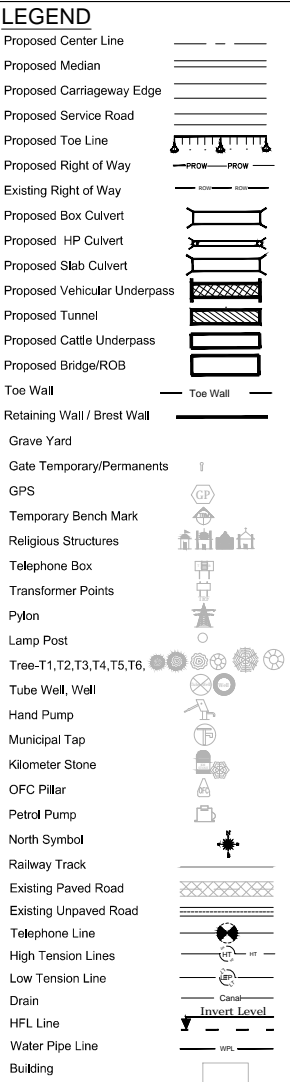 LEGEND
Proposed Center Line
Proposed Median
Proposed Carriageway Edge
Proposed Service Road
Proposed Toe Line
Proposed Right of Way PROW PROW
Existing Right of Way ROW ROW
Proposed Box Culvert
Proposed HP Culvert
Proposed Slab Culvert
Proposed Vehicular Underpass
Proposed Tunnel
Proposed Cattle Underpass
Proposed Bridge/ROB
Toe Wall Toe Wall
Retaining Wall / Brest Wall
Grave Yard
Gate Temporary/Permanents
GPS GP
Temporary Bench Mark
Religious Structures
Telephone Box
Transformer Points
Pylon
Lamp Post
Tree-T1,T2,T3,T4,T5,T6,
Tube Well, Well
Hand Pump
Municipal Tap
Kilometer Stone
OFC Pillar OFC
Petrol Pump
North Symbol
Railway Track
Existing Paved Road
Existing Unpaved Road
Telephone Line
High Tension Lines HT HT
Low Tension Line
Drain Canal
Invert Level
HFL Line
Water Pipe Line WPL
Building